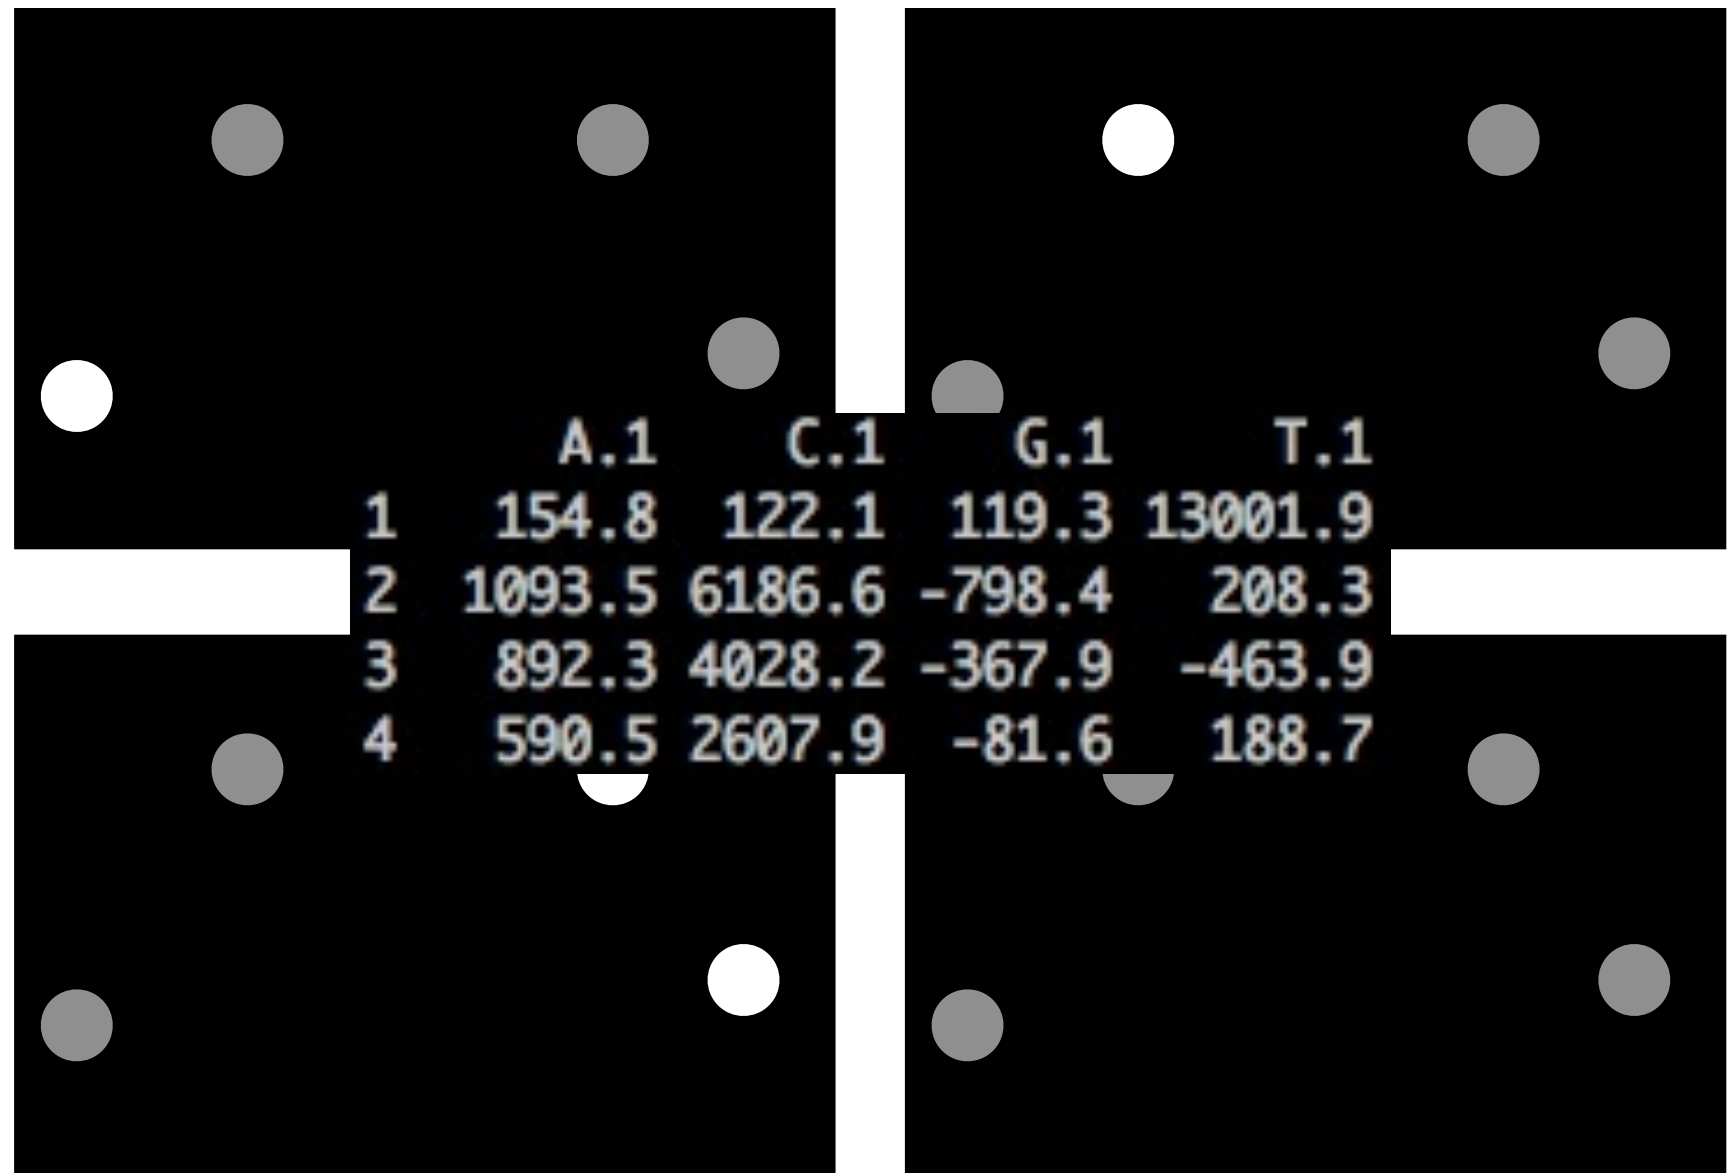 A.1 C.1 G.1 T.1
1 154.8 122.1 119.3 13001.9
2 1093.5 6186.6 -798.4 208.3
3 892.3 4028.2 -367.9 -463.9
4 590.5 2607.9 -81.6 188.7